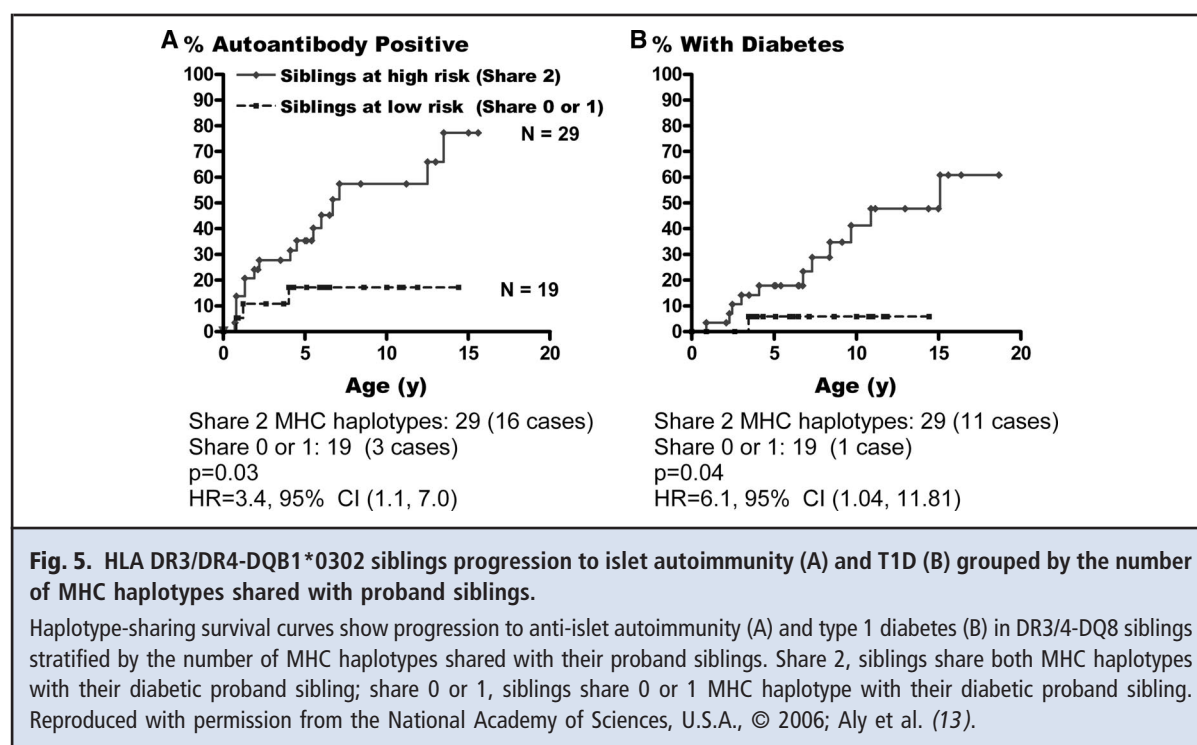 A % Autoantibody Positive
100
90
80
70
60
50
40
30
20
10
0
Siblings at high risk (Share 2)
Siblings at low risk (Share 0 or 1)
N = 29
N = 19
0
5
10
15
20
Age (y)
Share 2 MHC haplotypes: 29 (16 cases)
Share 0 or 1: 19 (3 cases)
p=0.03
HR=3.4, 95% CI (1.1, 7.0)
B % With Diabetes
100
90
80
70
60
50
40
30
20
10
0
0
5
10
15
20
Age (y)
Share 2 MHC haplotypes: 29 (11 cases)
Share 0 or 1: 19 (1 case)
p=0.04
HR=6.1, 95% CI (1.04, 11.81)
Fig. 5. HLA DR3/DR4-DQB1*0302 siblings progression to islet autoimmunity (A) and T1D (B) grouped by the number
of MHC haplotypes shared with proband siblings.
Haplotype-sharing survival curves show progression to anti-islet autoimmunity (A) and type 1 diabetes (B) in DR3/4-DQ8 siblings
stratified by the number of MHC haplotypes shared with their proband siblings. Share 2, siblings share both MHC haplotypes
with their diabetic proband sibling; share 0 or 1, siblings share 0 or 1 MHC haplotype with their diabetic proband sibling.
Reproduced with permission from the National Academy of Sciences, U.S.A., © 2006; Aly et al. (13).